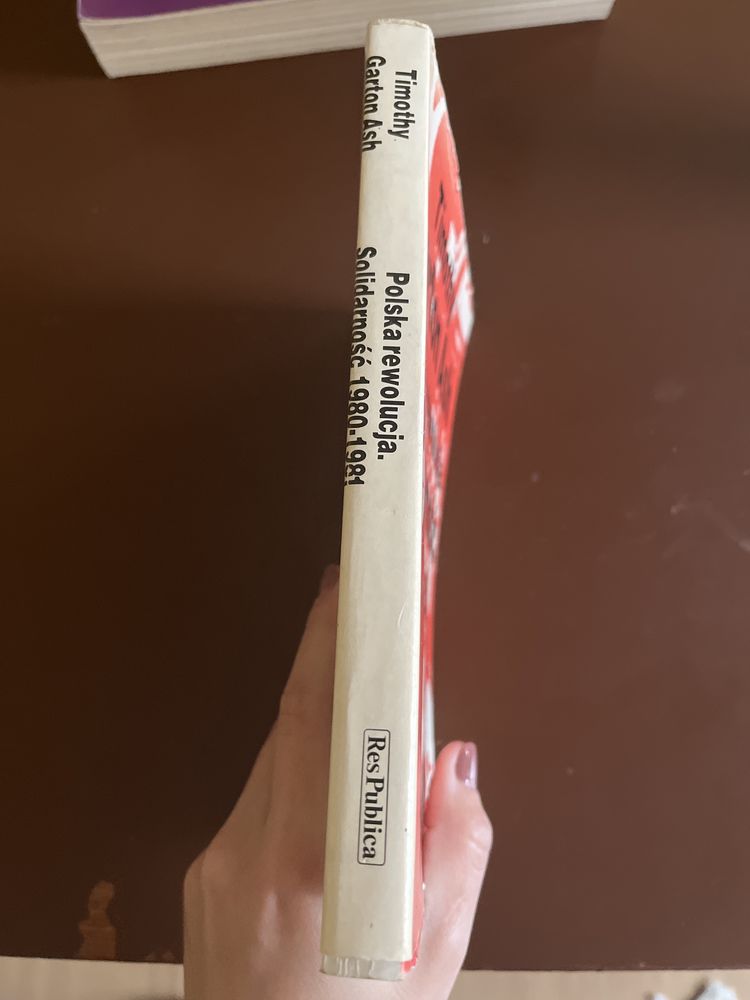 Timothy
Garton Ash
Polska rewolucja.
Solidarność 1980-1981
Res Publica